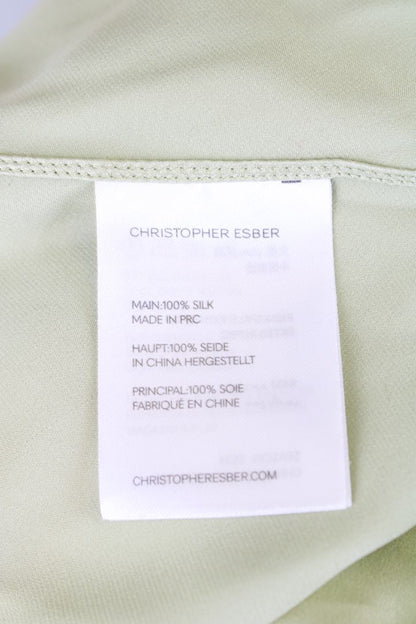 CHRISTOPHER ESBER
MAIN:100% SILK
MADE IN PRC
HAUPT:100% SEIDE
IN CHINA HERGESTELLT
PRINCIPAL:100% SOIE
FABRIQUÉ EN CHINE
CHRISTOPHERESBER.COM